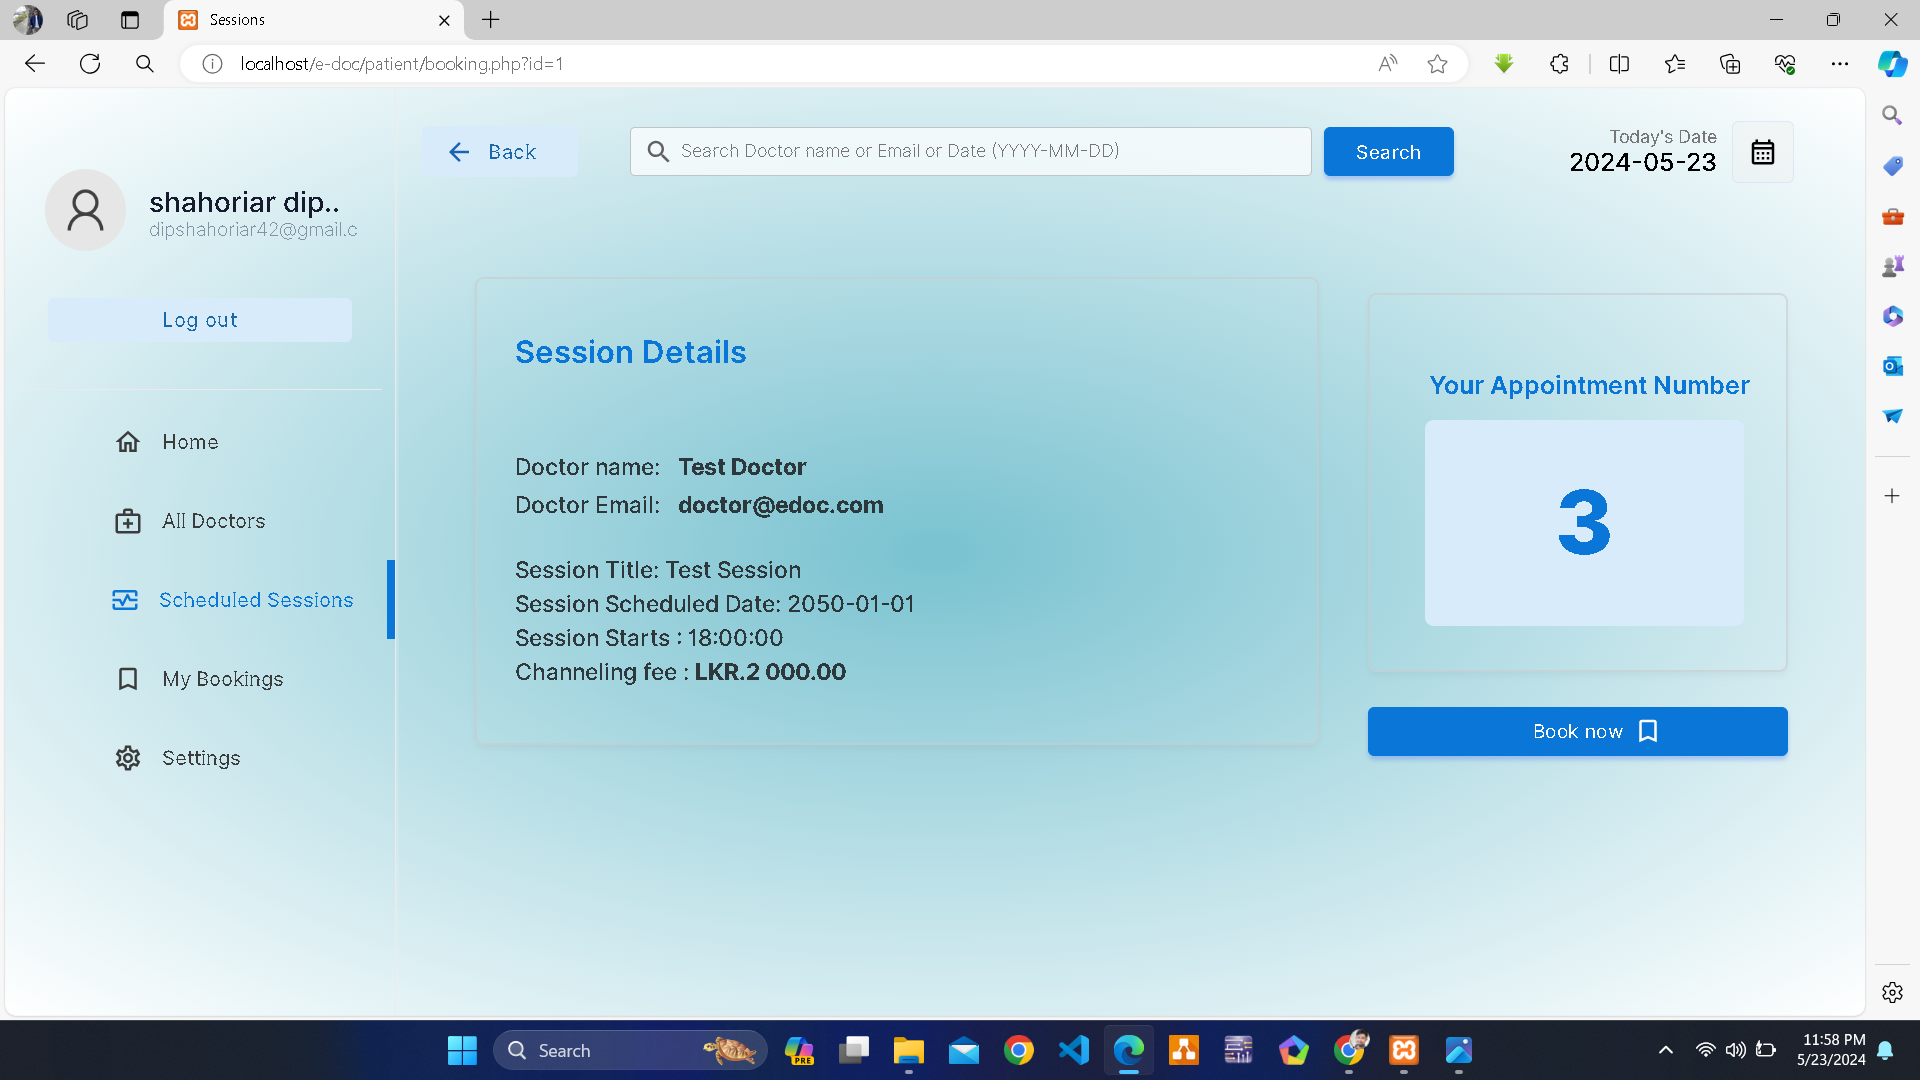 Sessions
localhost/e-doc/patient/booking.php?id=1
shahoriar dip..
dipshahoriar42@gmail.c
Log out
Home
All Doctors
Scheduled Sessions
My Bookings
Settings
Back
Search Doctor name or Email or Date (YYYY-MM-DD)
Search
Today's Date
2024-05-23
Session Details
Doctor name: Test Doctor
Doctor Email: doctor@edoc.com
Session Title: Test Session
Session Scheduled Date: 2050-01-01
Session Starts : 18:00:00
Channeling fee : LKR.2 000.00
Your Appointment Number
3
Book now
Search
PRE
11:58 PM
5/23/2024